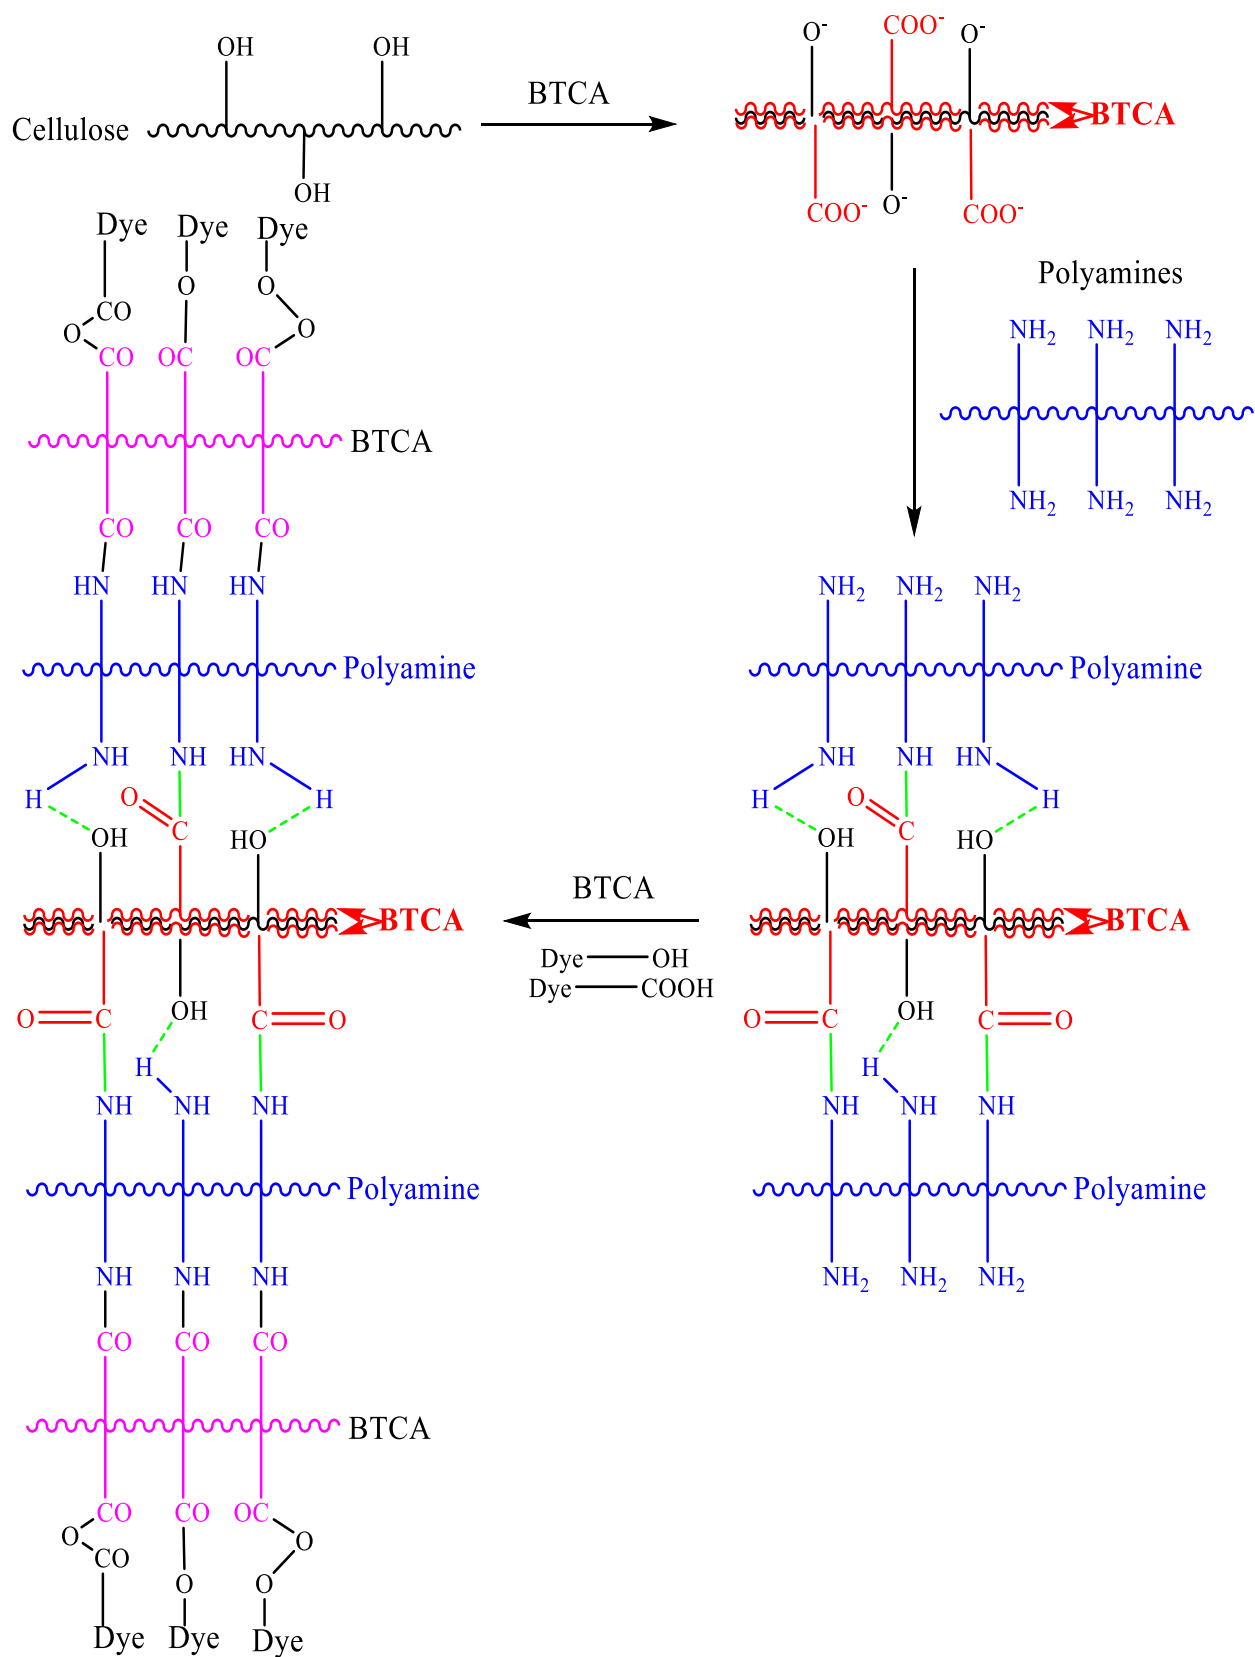 OH OH
Cellulose
OH
BTCA
O⁻ COO⁻ O⁻
BTCA
COO⁻ O⁻ COO⁻
Polyamines
NH₂ NH₂ NH₂
NH₂ NH₂ NH₂
NH₂ NH₂ NH₂
Polyamine
NH NH HN
H O H
C
OH HO
BTCA
O C OH C O
H
NH NH NH
Polyamine
NH₂ NH₂ NH₂
BTCA
Dye OH
Dye COOH
Dye Dye Dye
CO O O
O O
CO OC OC
BTCA
CO CO CO
HN HN HN
Polyamine
NH NH HN
H O H
C
OH HO
BTCA
O C OH C O
H
NH NH NH
Polyamine
NH NH NH
CO CO CO
BTCA
CO CO OC
O O
CO O O
Dye Dye Dye